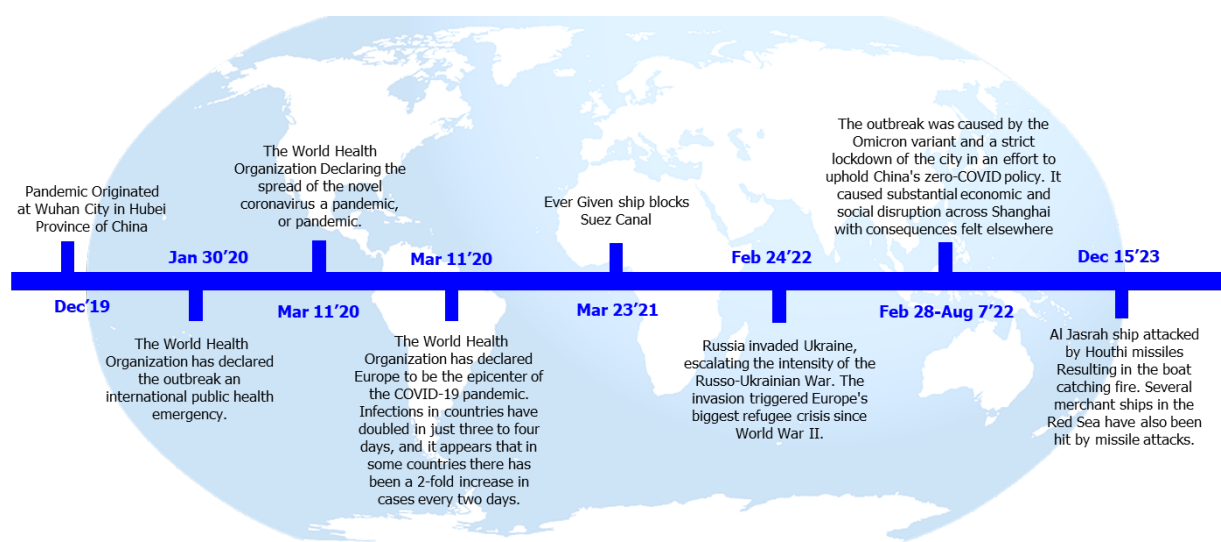 Pandemic Originated
at Wuhan City in Hubei
Province of China
Dec'19
Jan 30'20
The World Health
Organization has declared
the outbreak an
international public health
emergency.
The World Health
Organization Declaring the
spread of the novel
coronavirus a pandemic,
or pandemic.
Mar 11'20
Mar 11'20
The World Health
Organization has declared
Europe to be the epicenter of
the COVID-19 pandemic.
Infections in countries have
doubled in just three to four
days, and it appears that in
some countries there has
been a 2-fold increase in
cases every two days.
Ever Given ship blocks
Suez Canal
Mar 23'21
Feb 24'22
Russia invaded Ukraine,
escalating the intensity of the
Russo-Ukrainian War. The
invasion triggered Europe's
biggest refugee crisis since
World War II.
The outbreak was caused by the
Omicron variant and a strict
lockdown of the city in an effort to
uphold China's zero-COVID policy. It
caused substantial economic and
social disruption across Shanghai
with consequences felt elsewhere
Feb 28-Aug 7'22
Dec 15'23
Al Jasrah ship attacked
by Houthi missiles
Resulting in the boat
catching fire. Several
merchant ships in the
Red Sea have also been
hit by missile attacks.